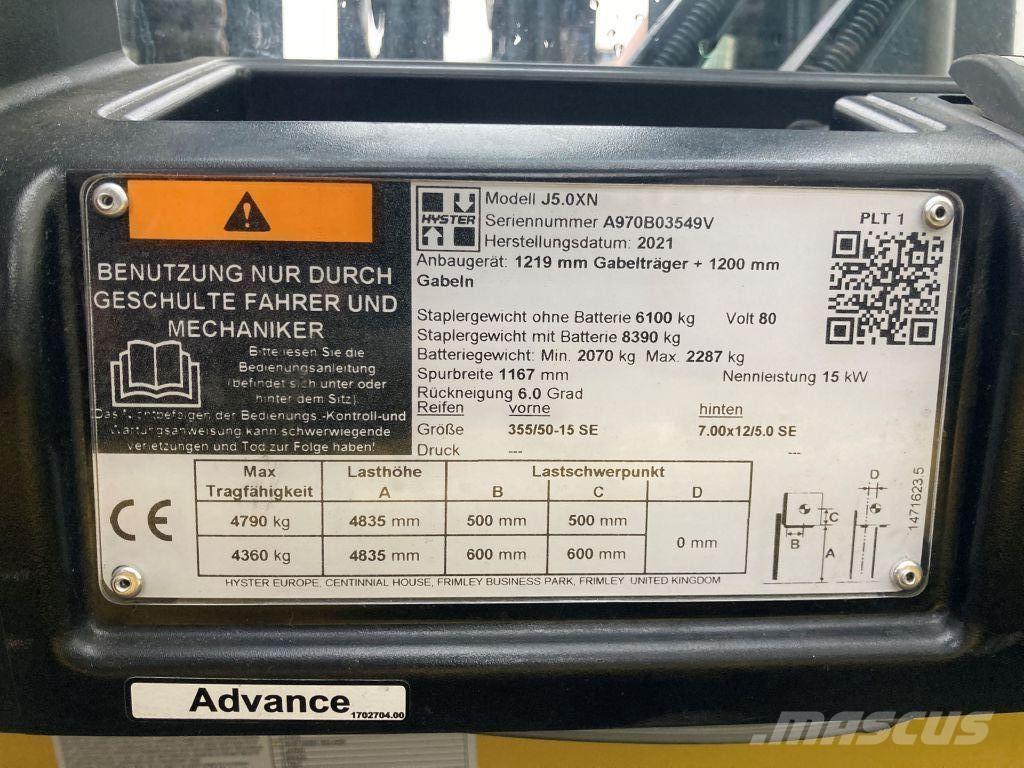 BENUTZUNG NUR DURCH
GESCHULTE FAHRER UND
MECHANIKER
Bitte lesen Sie die
Bedienungsanleitung
(befindet sich unter oder
hinter dem Sitz)
Das Nichtbefolgen der Bedienungs.-Kontroll-und
Wartungsanweisung kann schwerwiegende
verletzungen und Tod zur Folge haben!
HYSTER
Modell J5.0XN
Seriennummer A970B03549V
Herstellungsdatum: 2021
Anbaugerät: 1219 mm Gabelträger + 1200 mm
Gabeln
PLT 1
Staplergewicht ohne Batterie 6100 kg Volt 80
Staplergewicht mit Batterie 8390 kg
Batteriegewicht: Min. 2070 kg Max. 2287 kg
Spurbreite 1167 mm Nennleistung 15 kW
Rückneigung 6.0 Grad
Reifen vorne hinten
Größe 355/50-15 SE 7.00x12/5.0 SE
Druck --- ---
Max Tragfähigkeit Lasthöhe A Lastschwerpunkt B C D
4790 kg 4835 mm 500 mm 500 mm 0 mm
4360 kg 4835 mm 600 mm 600 mm
CE
D
C
B
A
1471623.5
HYSTER EUROPE, CENTINNIAL HOUSE, FRIMLEY BUSINESS PARK, FRIMLEY UNITED KINGDOM
Advance
1702704.00
MASCUS